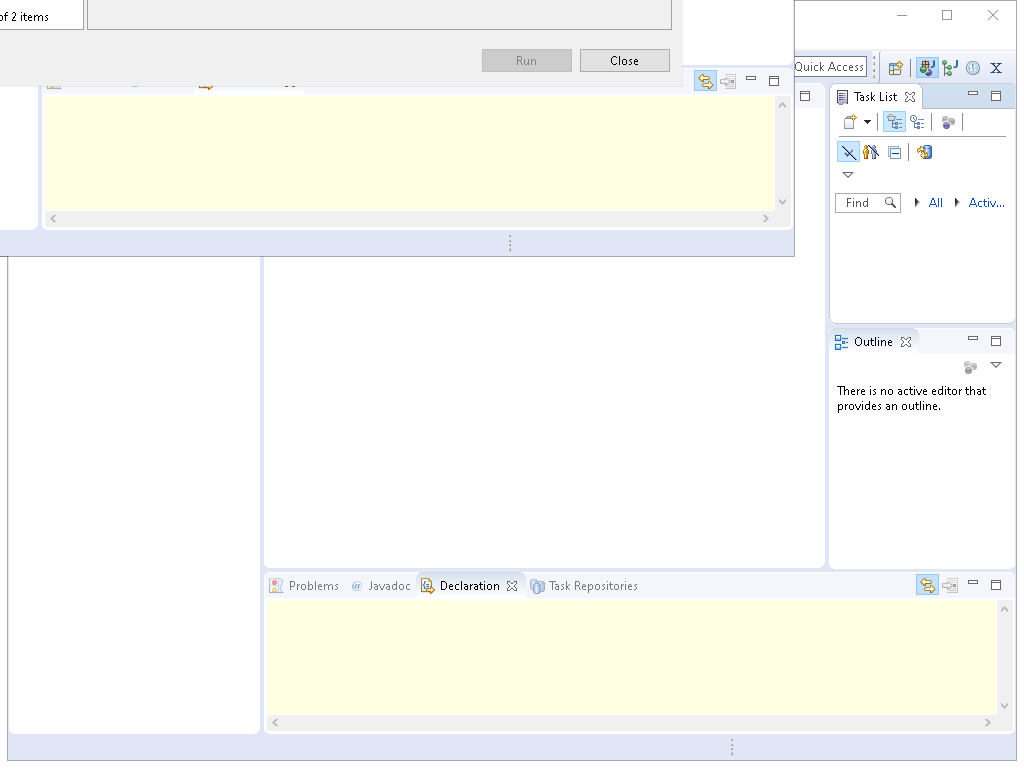 of 2 items
Run
Close
Quick Access
Task List
Find
All
Activ...
Outline
There is no active editor that
provides an outline.
Problems
@ Javadoc
Declaration
Task Repositories